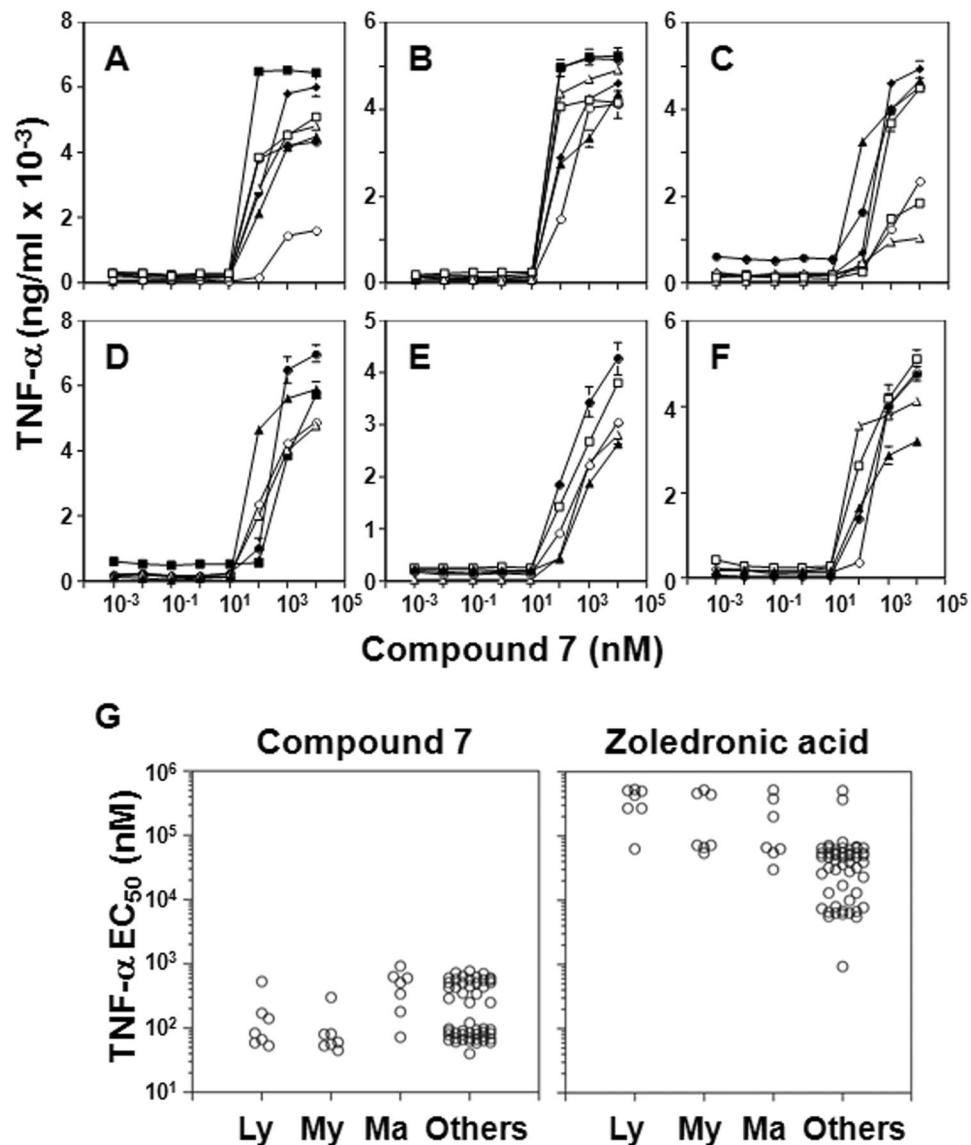 A B C
8 6 6
6
4 4 4
2 2 2
0 0 0
D E F
8 5 6
6 4
4 3 4
2 2 2
1
0 0 0
10⁻³ 10⁻¹ 10¹ 10³ 10⁵ 10⁻³ 10⁻¹ 10¹ 10³ 10⁵ 10⁻³ 10⁻¹ 10¹ 10³ 10⁵
TNF-α (ng/ml x 10⁻³)
Compound 7 (nM)
G
Compound 7 Zoledronic acid
10⁶
10⁵
10⁴
10³
10²
10¹
TNF-α EC₅₀ (nM)
Ly My Ma Others Ly My Ma Others